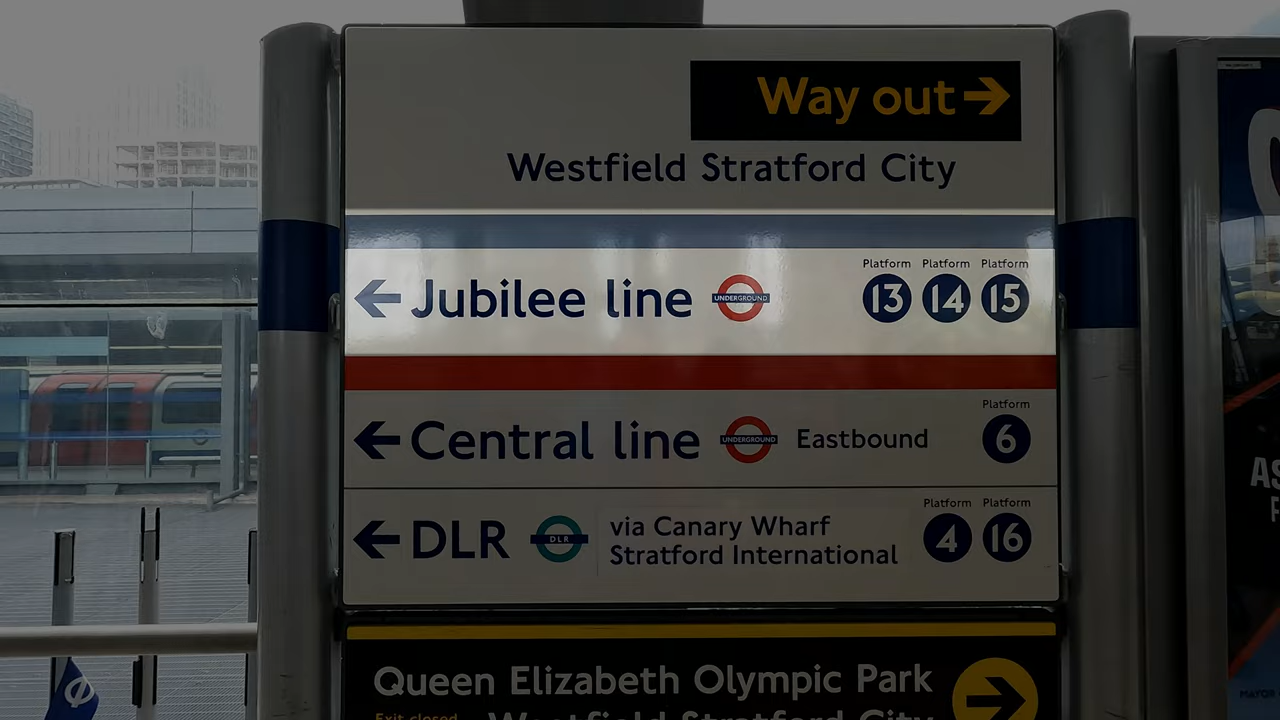 Way out →
Westfield Stratford City
← Jubilee line UNDERGROUND Platform 13 Platform 14 Platform 15
← Central line UNDERGROUND Eastbound Platform 6
← DLR DLR via Canary Wharf Platform 4 Platform 16
Stratford International
Queen Elizabeth Olympic Park →
Exit closed Westfield Stratford City
MAYOR